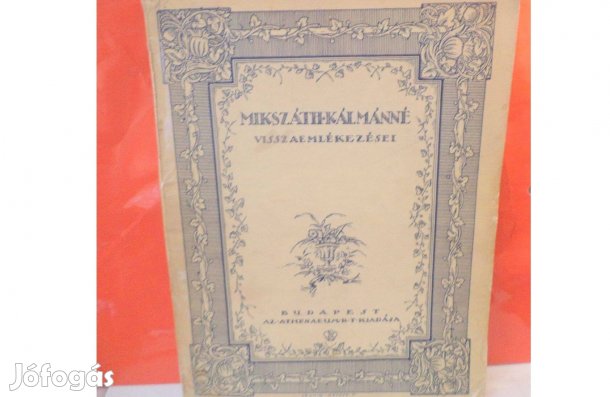 MIKSZÁTH-KÁLMÁNNÉ
VISSZAEMLÉKEZÉSEI
BUDAPEST
AZ·ATHENAEUM·R·T·KIADÁSA
Jófogás